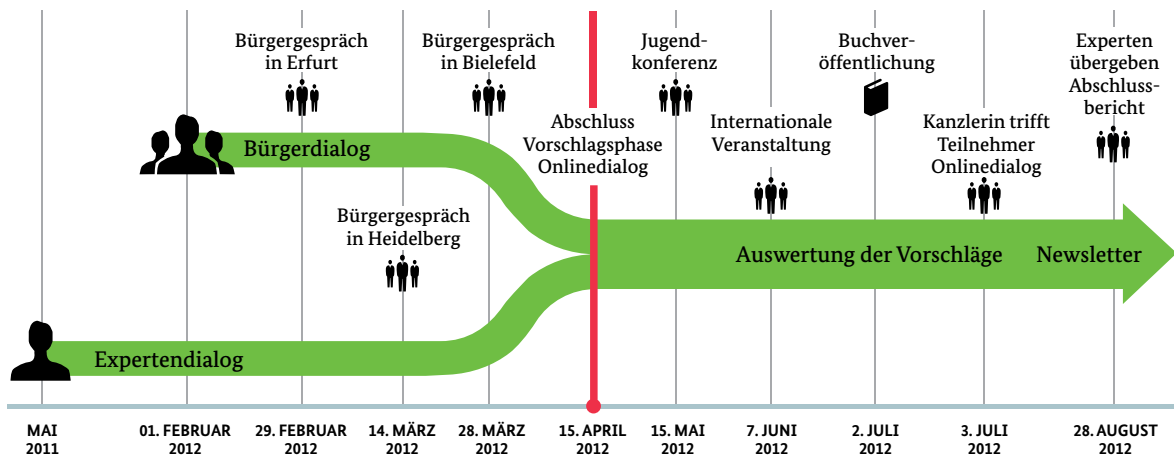 Bürgergespräch
in Erfurt
Bürgergespräch
in Bielefeld
Jugend-
konferenz
Buchver-
öffentlichung
Experten
übergeben
Abschluss-
bericht
Abschluss
Vorschlagsphase
Onlinedialog
Internationale
Veranstaltung
Kanzlerin trifft
Teilnehmer
Onlinedialog
Bürgerdialog
Bürgergespräch
in Heidelberg
Auswertung der Vorschläge
Newsletter
Expertendialog
MAI
2011
01. FEBRUAR
2012
29. FEBRUAR
2012
14. MÄRZ
2012
28. MÄRZ
2012
15. APRIL
2012
15. MAI
2012
7. JUNI
2012
2. JULI
2012
3. JULI
2012
28. AUGUST
2012